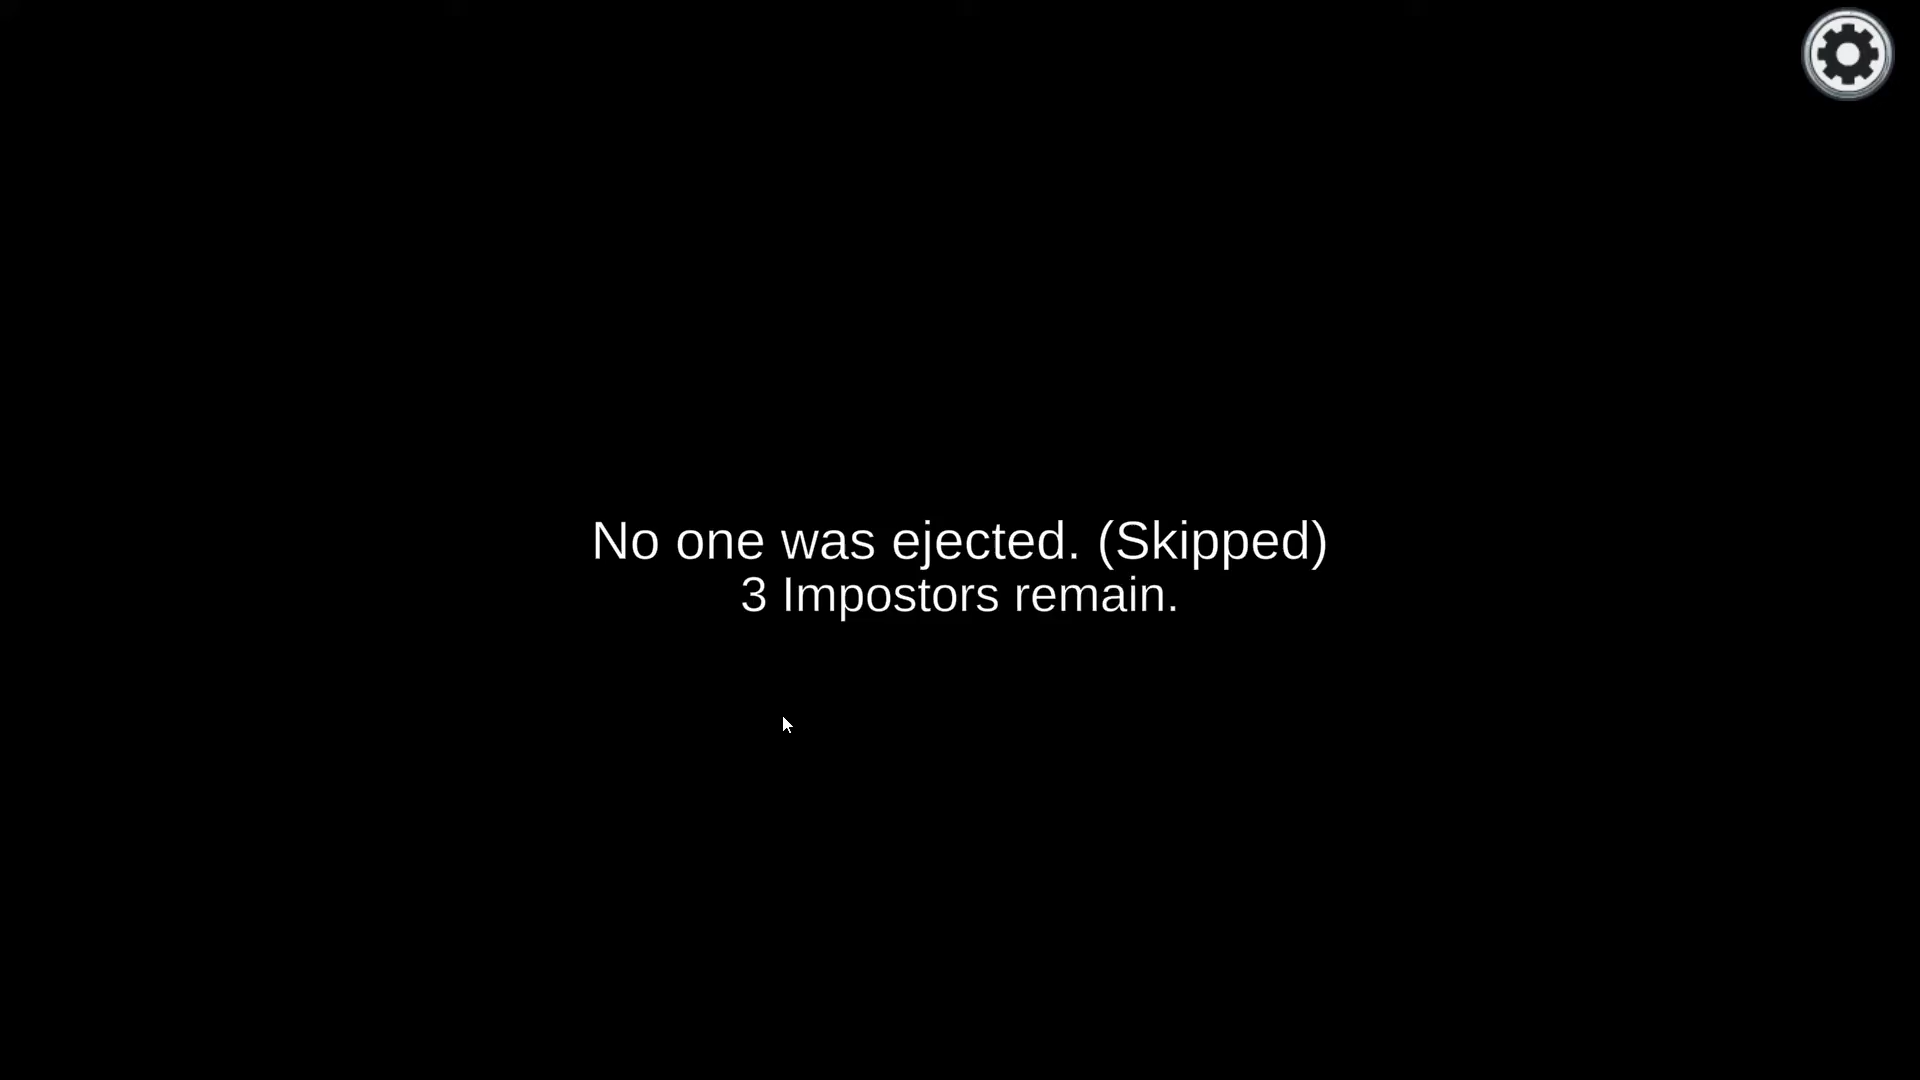 No one was ejected. (Skipped)
3 Impostors remain.